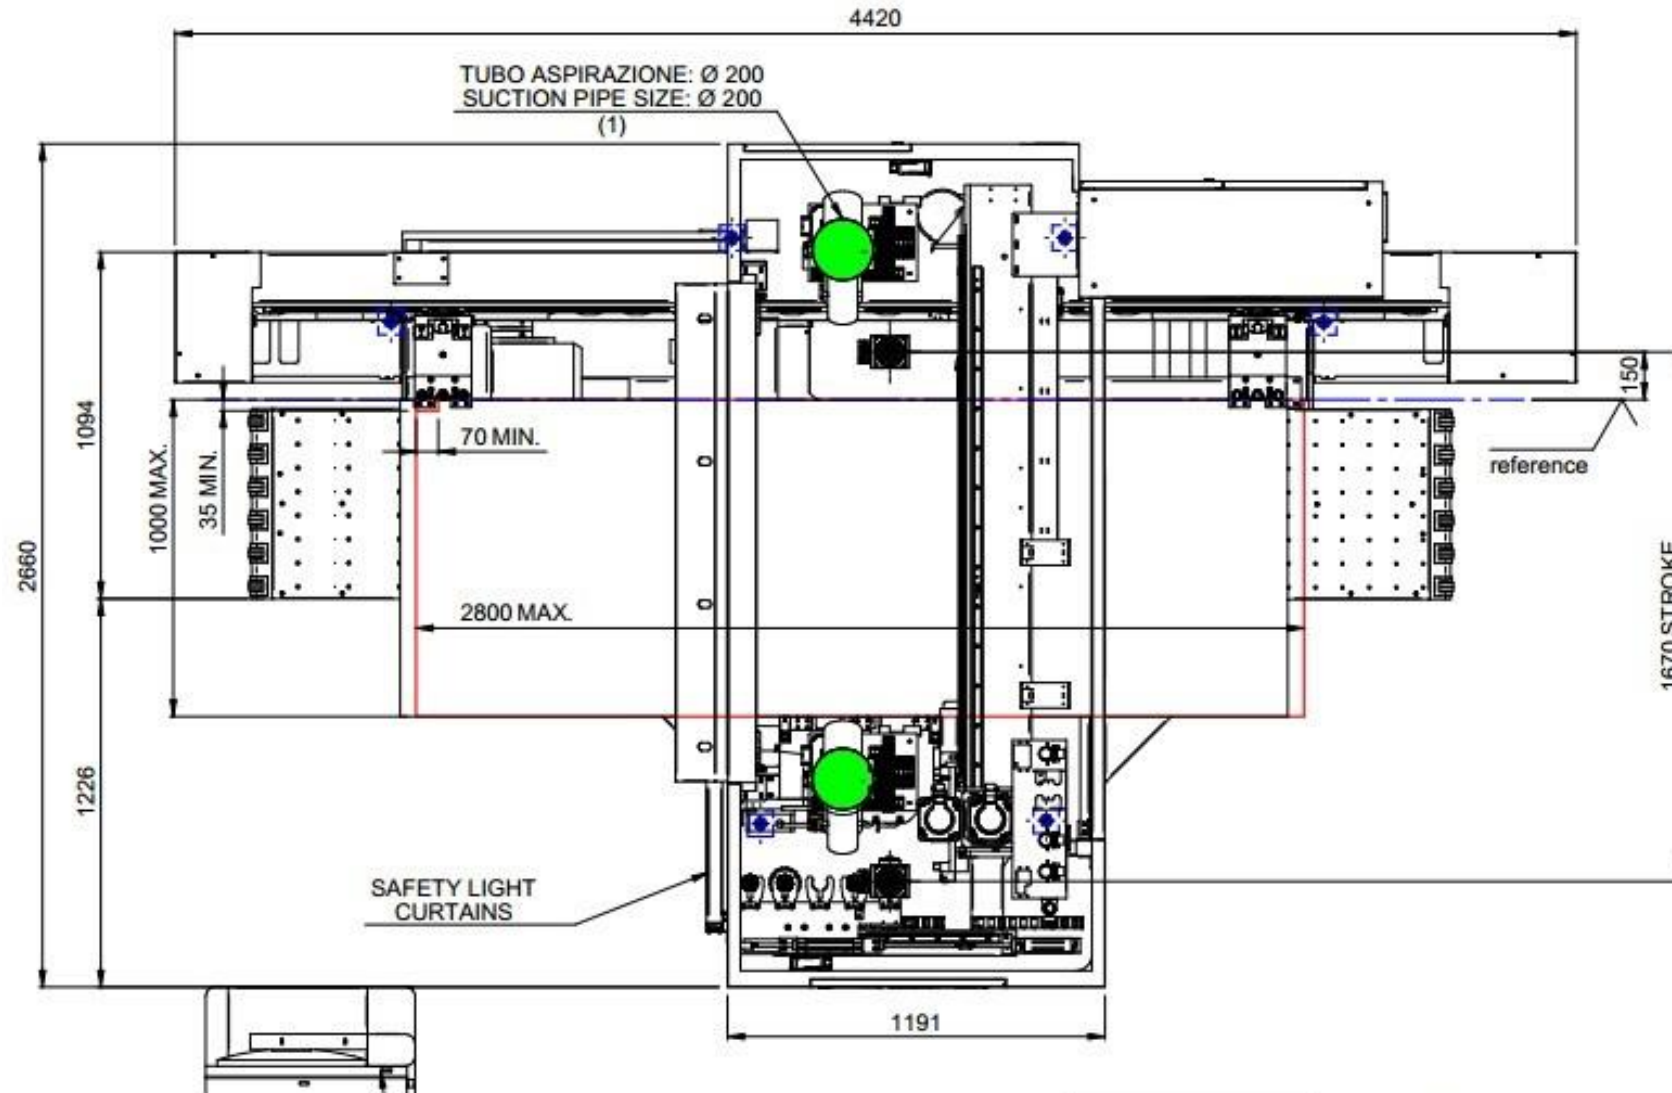 4420
TUBO ASPIRAZIONE: Ø 200
SUCTION PIPE SIZE: Ø 200
(1)
150
1094
70 MIN.
reference
1000 MAX.
35 MIN.
2660
1670 STROKE
2800 MAX.
1226
SAFETY LIGHT
CURTAINS
1191